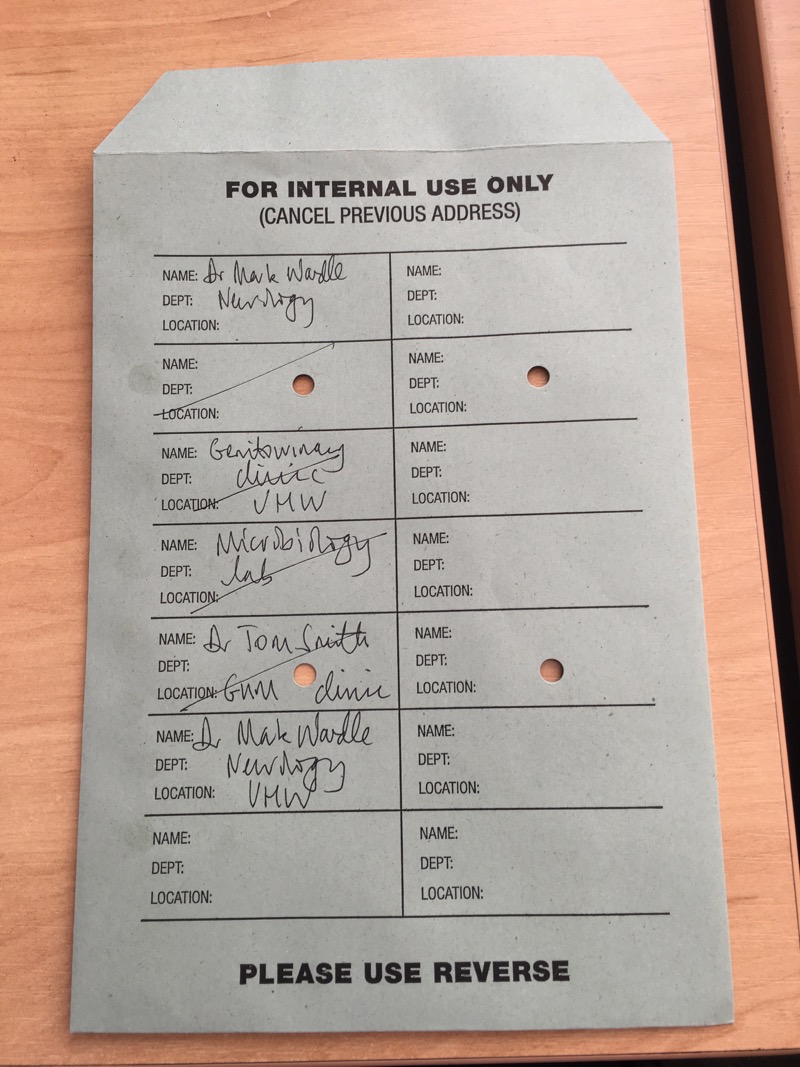 FOR INTERNAL USE ONLY
(CANCEL PREVIOUS ADDRESS)
NAME: Dr Mark Wardle
DEPT: Neurology
LOCATION:
NAME:
DEPT:
LOCATION:
NAME: Genitourinary
DEPT: clinic
LOCATION: UHW
NAME: Microbiology
DEPT: lab
LOCATION:
NAME: Dr Tom Smith
DEPT:
LOCATION: GUM clinic
NAME: Dr Mark Wardle
DEPT: Neurology
LOCATION: UHW
NAME:
DEPT:
LOCATION:
NAME:
DEPT:
LOCATION:
NAME:
DEPT:
LOCATION:
NAME:
DEPT:
LOCATION:
NAME:
DEPT:
LOCATION:
NAME:
DEPT:
LOCATION:
NAME:
DEPT:
LOCATION:
NAME:
DEPT:
LOCATION:
PLEASE USE REVERSE